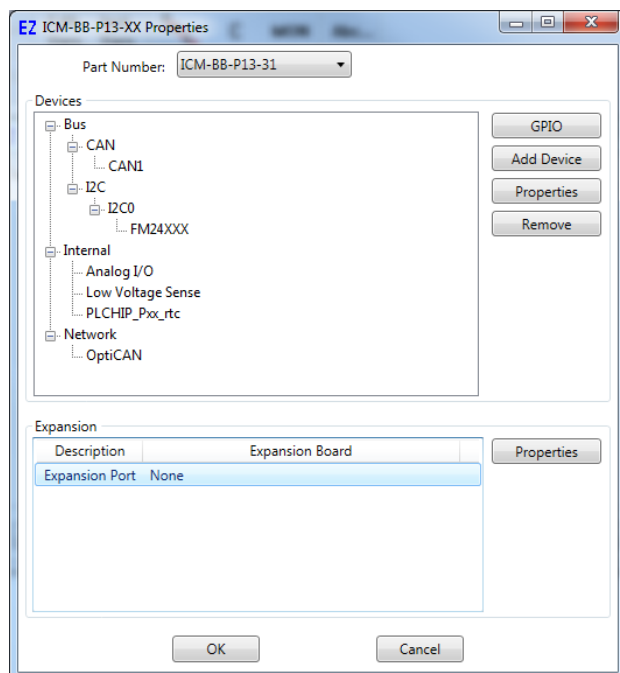 EZ ICM-BB-P13-XX Properties
Part Number: ICM-BB-P13-31
Devices
Bus
CAN
CAN1
I2C
I2C0
FM24XXX
Internal
Analog I/O
Low Voltage Sense
PLCHIP_Pxx_rtc
Network
OptiCAN
GPIO
Add Device
Properties
Remove
Expansion
Description Expansion Board
Expansion Port None
Properties
OK Cancel